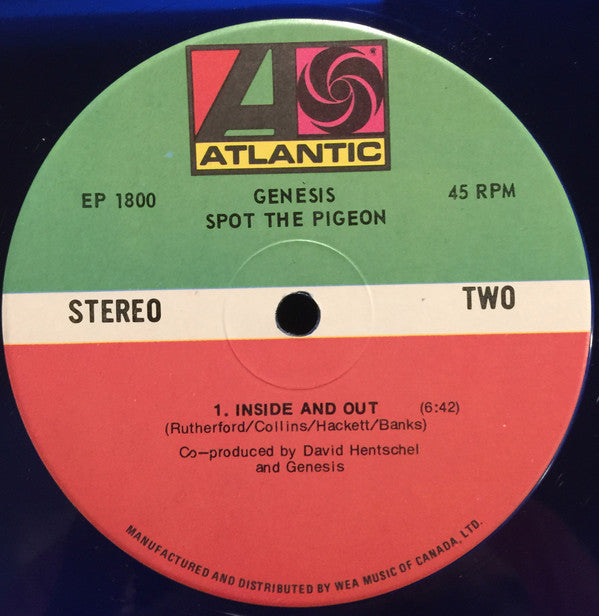 ATLANTIC
EP 1800
GENESIS
45 RPM
SPOT THE PIGEON
STEREO
TWO
1. INSIDE AND OUT (6:42)
(Rutherford/Collins/Hackett/Banks)
Co-produced by David Hentschel
and Genesis
MANUFACTURED AND DISTRIBUTED BY WEA MUSIC OF CANADA, LTD.